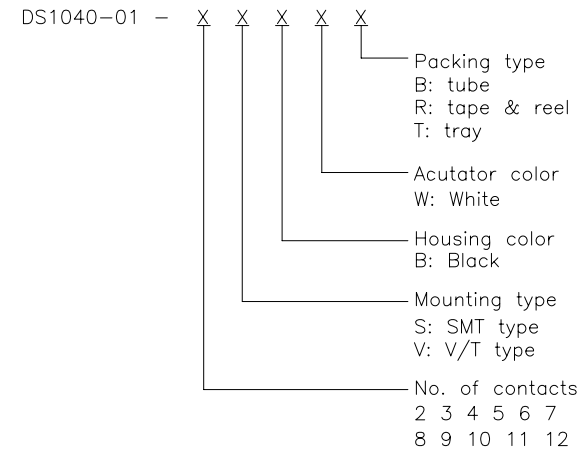 DS1040-01 - X X X X X
Packing type
B: tube
R: tape & reel
T: tray
Acutator color
W: White
Housing color
B: Black
Mounting type
S: SMT type
V: V/T type
No. of contacts
2 3 4 5 6 7
8 9 10 11 12